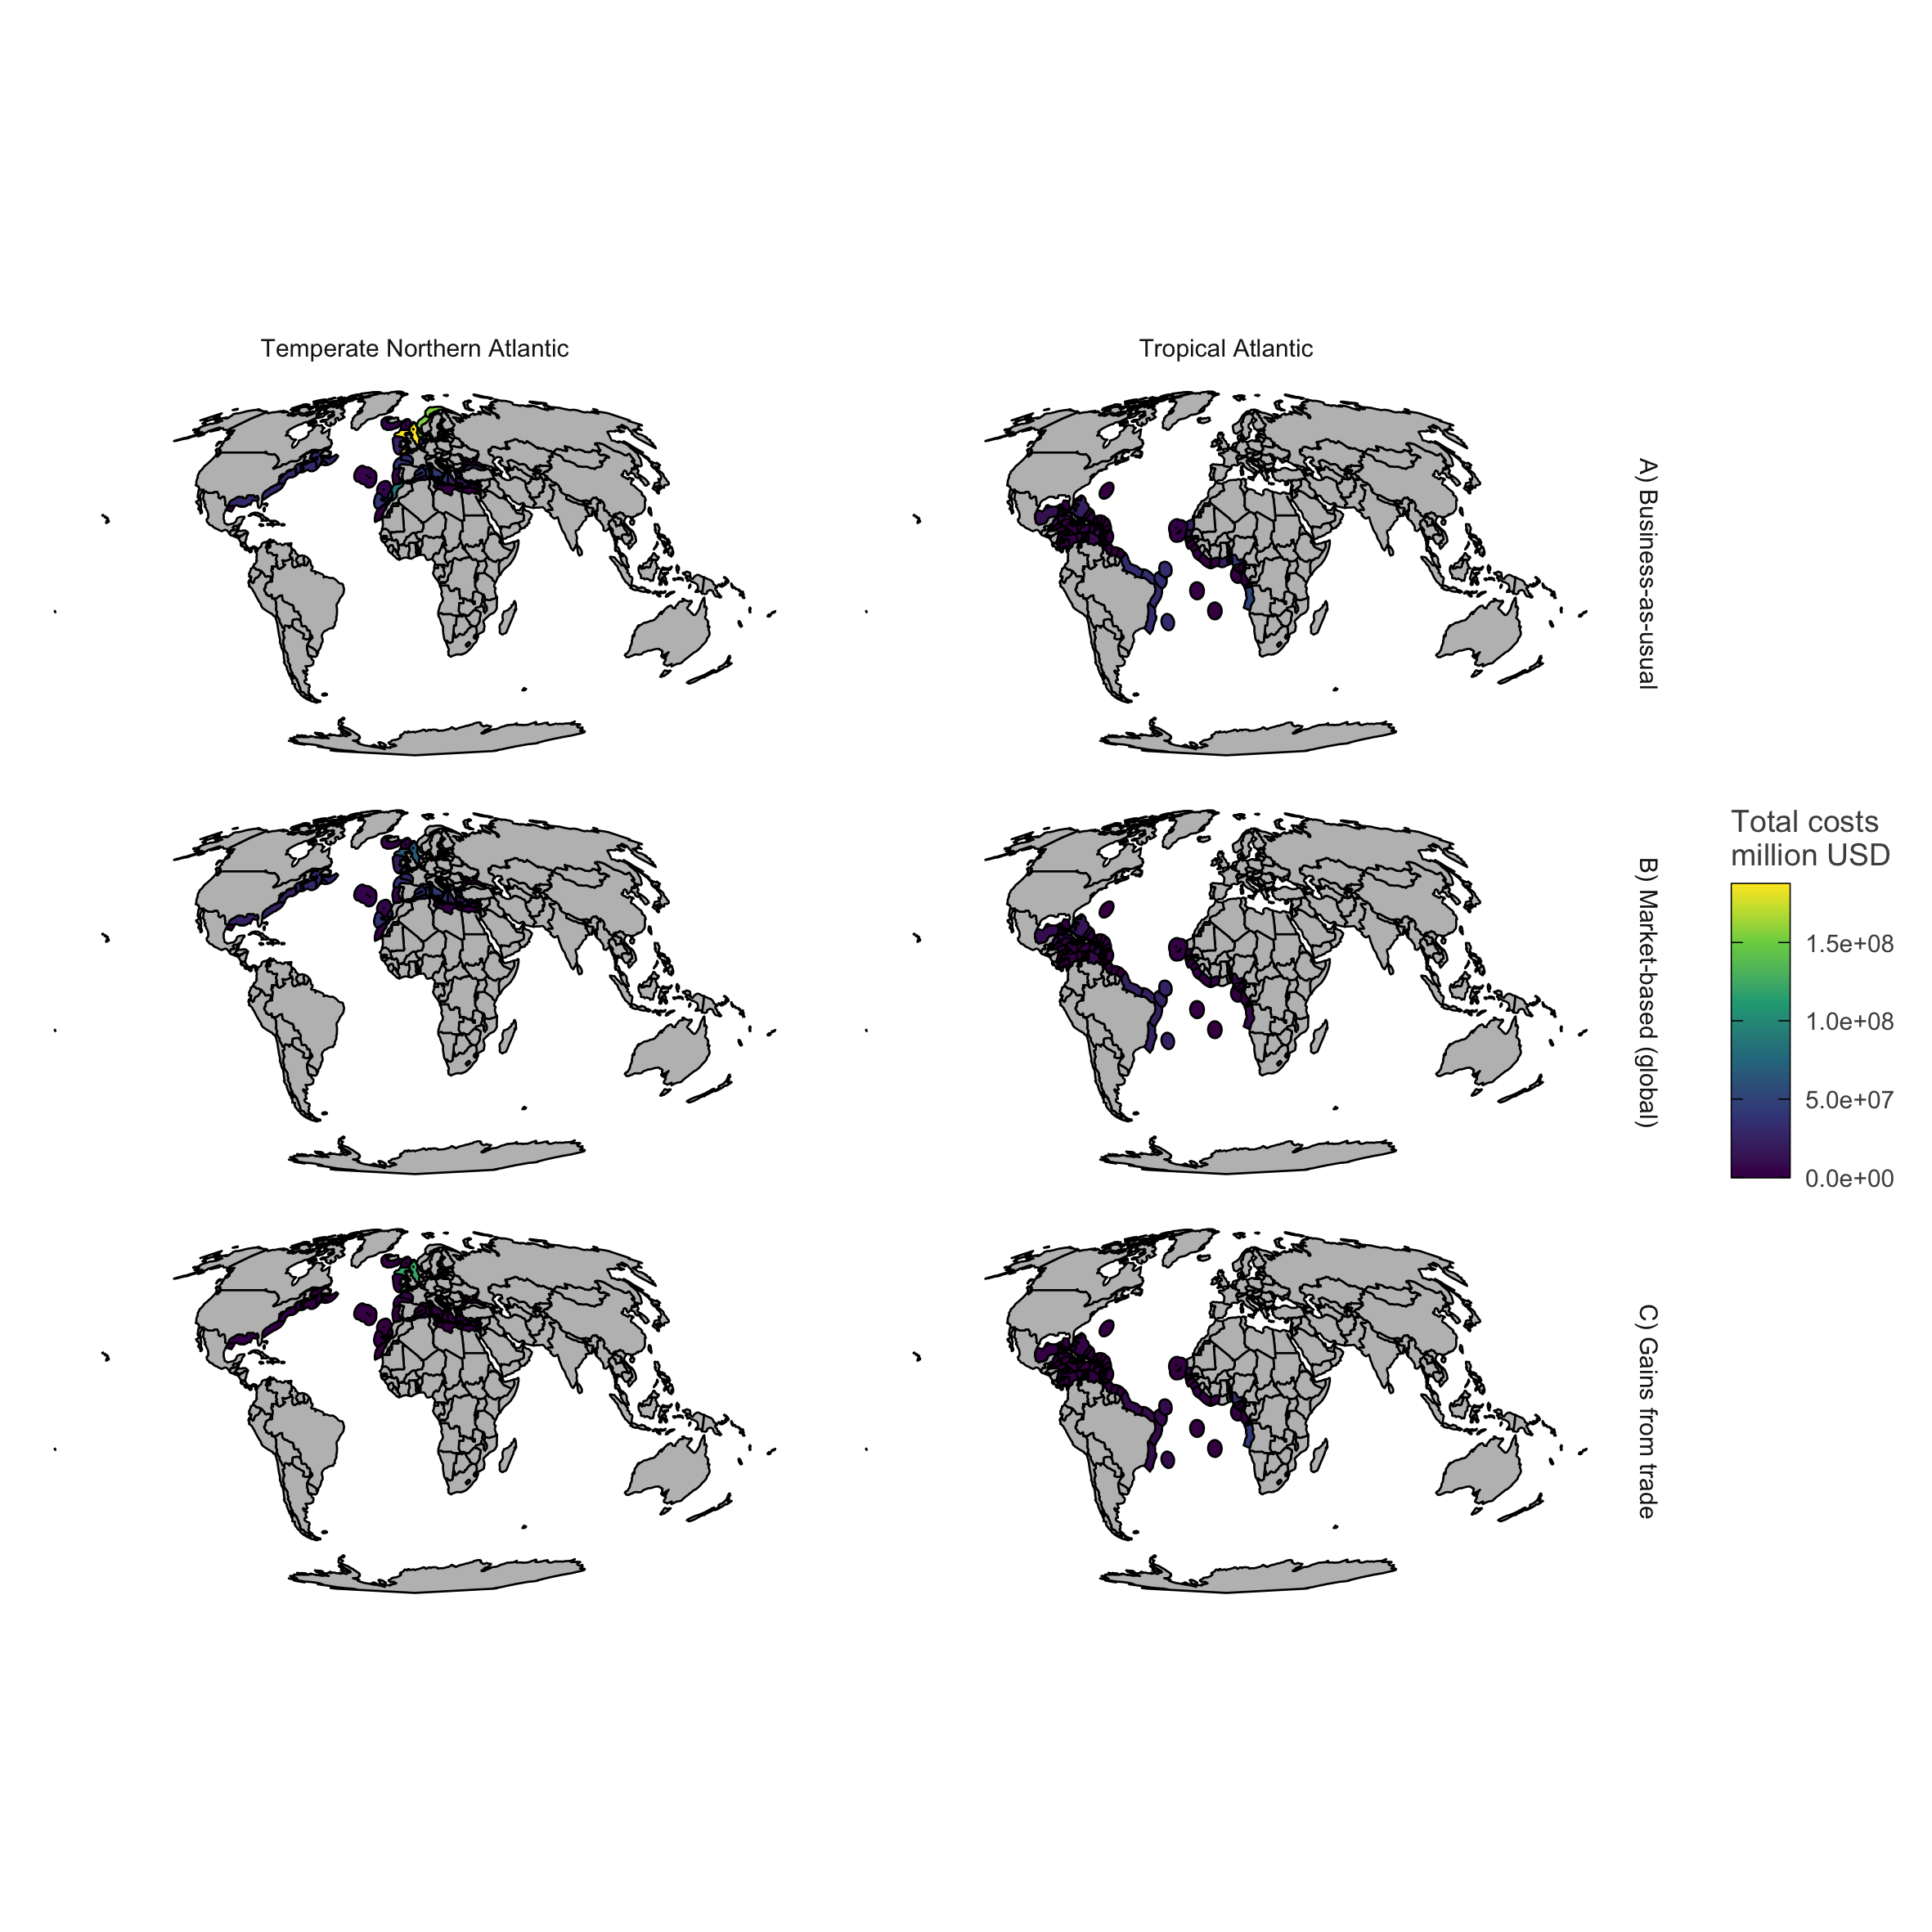 Temperate Northern Atlantic
Tropical Atlantic
A) Business-as-usual
B) Market-based (global)
C) Gains from trade
Total costs
million USD
1.5e+08
1.0e+08
5.0e+07
0.0e+00